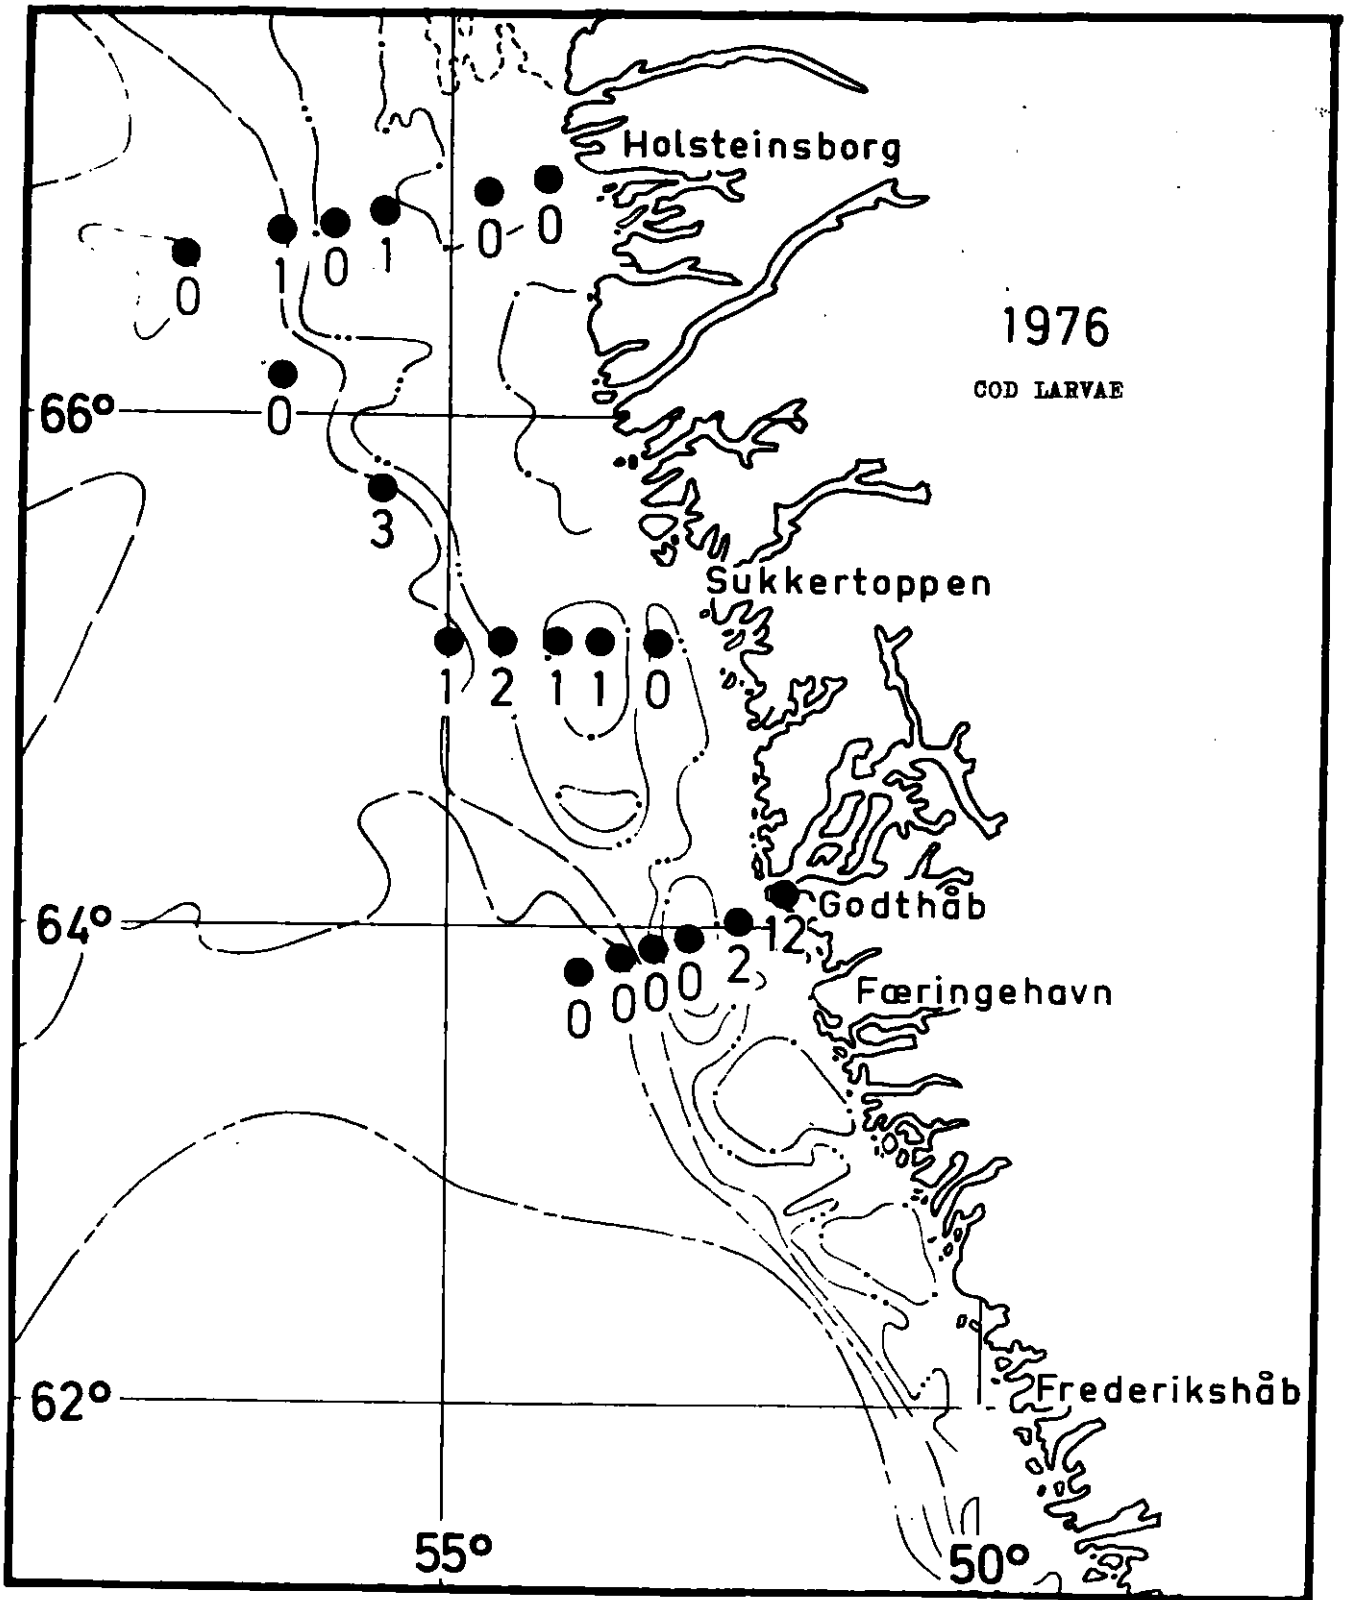 Holsteinsborg
0 1 0 1 0 0
1976
COD LARVAE
66°
0
3
Sukkertoppen
1 2 1 1 0
64°
Godthåb
0 0 0 0 2 12
Færingehavn
62°
Frederikshåb
55°
50°